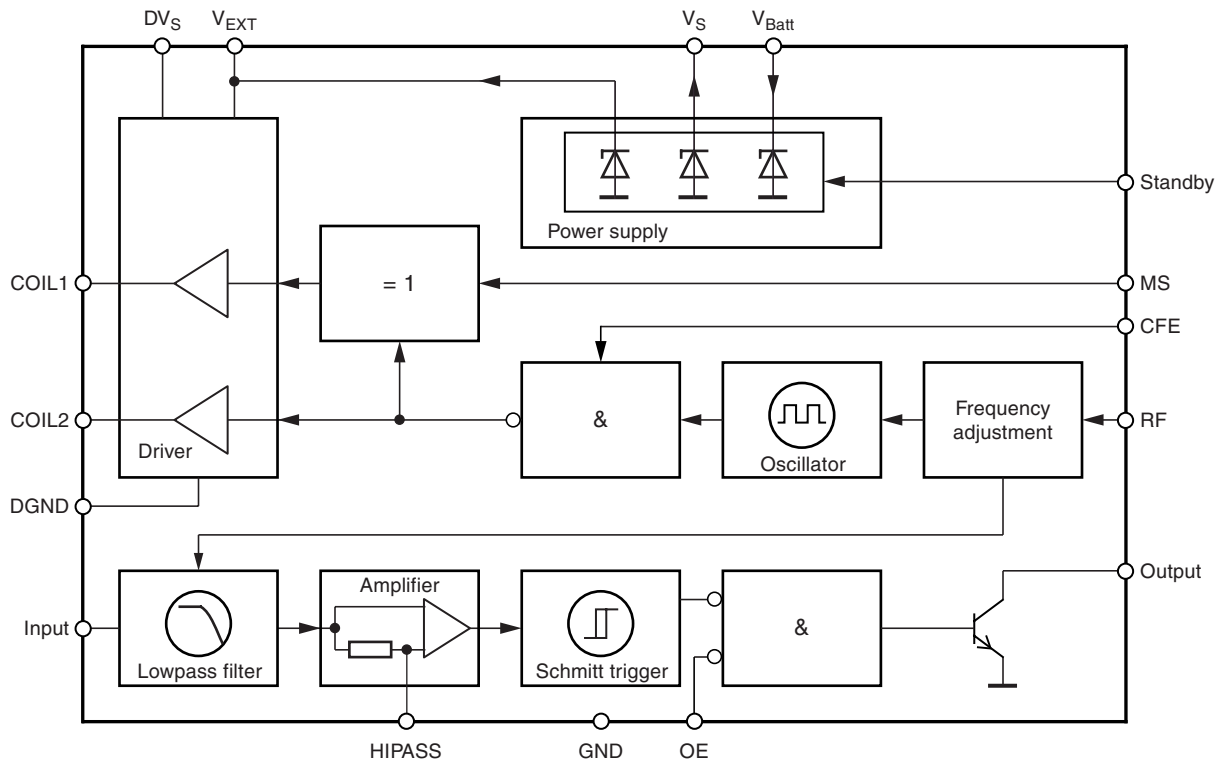 DVS VEXT VS VBatt
Standby
Power supply
COIL1
= 1
MS
CFE
COIL2
&
Frequency
adjustment
RF
Driver
Oscillator
DGND
Output
Amplifier
Input
&
Lowpass filter
Schmitt trigger
HIPASS GND OE